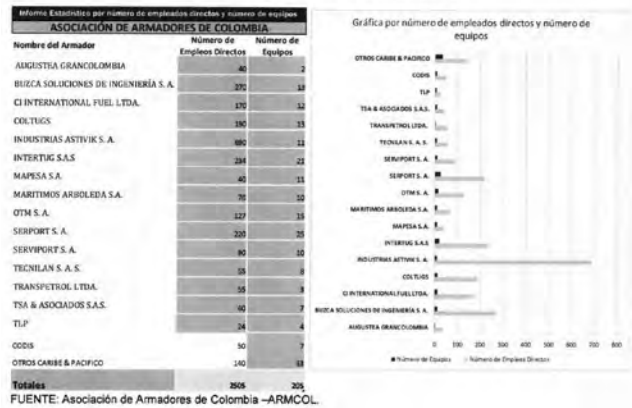 Informe Estadístico por número de empleados directos y número de equipos
ASOCIACIÓN DE ARMADORES DE COLOMBIA
Nombre del Armador Número de Empleos Directos Número de Equipos
AUGUSTEA GRANCOLOMBIA 40 2
BUZCA SOLUCIONES DE INGENIERÍA S. A. 270 13
CI INTERNATIONAL FUEL LTDA. 170 12
COLTUGS 190 13
INDUSTRIAS ASTIVIK S. A. 690 11
INTERTUG S.A.S 234 21
MAPESA S.A. 40 11
MARITIMOS ARBOLEDA S.A. 70 10
OTM S. A. 127 15
SERPORT S. A. 220 25
SERVIPORT S. A. 90 10
TECNILAN S. A. S. 55 8
TRANSPETROL LTDA. 55 3
TSA & ASOCIADOS S.A.S. 40 7
TLP 24 4
CODIS 50 7
OTROS CARIBE & PACIFICO 140
Totales 2505 205
FUENTE: Asociación de Armadores de Colombia –ARMCOL.
Gráfica por número de empleados directos y número de
equipos
OTROS CARIBE & PACIFICO
CODIS
TLP
TSA & ASOCIADOS S.A.S.
TRANSPETROL LTDA.
TECNILAN S. A. S.
SERVIPORT S. A.
SERPORT S. A.
OTM S. A.
MARITIMOS ARBOLEDA S.A.
MAPESA S.A.
INTERTUG S.A.S
INDUSTRIAS ASTIVIK S. A.
COLTUGS
CI INTERNATIONAL FUEL LTDA.
BUZCA SOLUCIONES DE INGENIERÍA S. A.
AUGUSTEA GRANCOLOMBIA
0 100 200 300 400 500 600 700 800
Número de Equipos Número de Empleos Directos